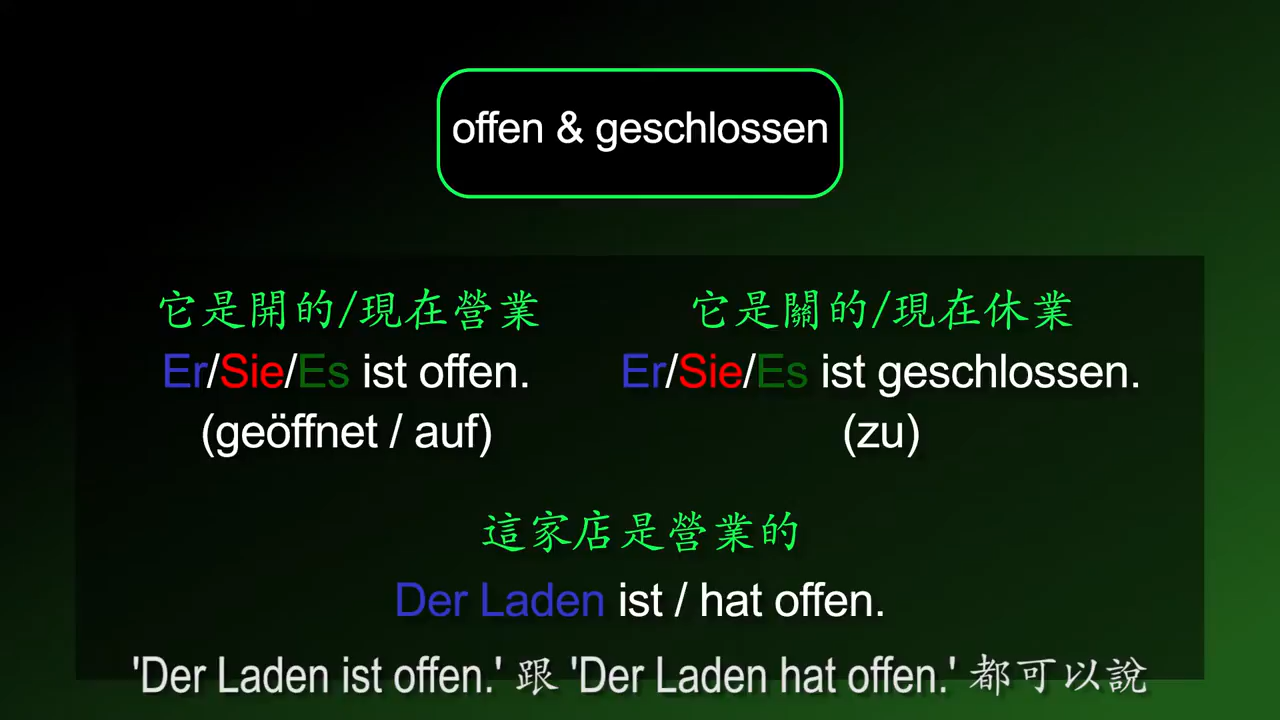 offen & geschlossen
它是開的/現在營業
Er/Sie/Es ist offen.
(geöffnet / auf)
它是關的/現在休業
Er/Sie/Es ist geschlossen.
(zu)
這家店是營業的
Der Laden ist / hat offen.
'Der Laden ist offen.' 跟 'Der Laden hat offen.' 都可以說